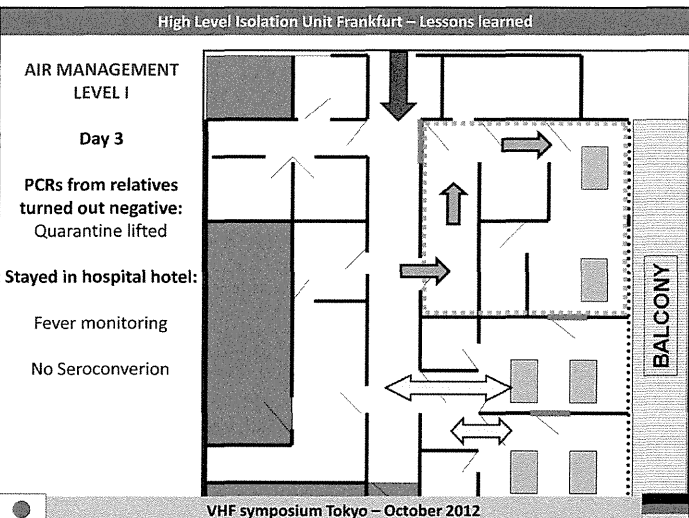 High Level Isolation Unit Frankfurt – Lessons learned
AIR MANAGEMENT
LEVEL I
Day 3
PCRs from relatives
turned out negative:
Quarantine lifted
Stayed in hospital hotel:
Fever monitoring
No Seroconverion
BALCONY
VHF symposium Tokyo – October 2012